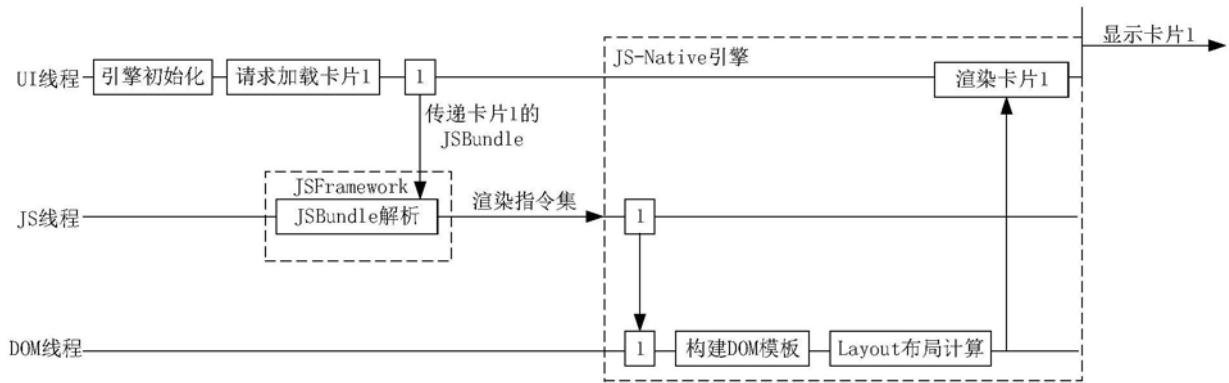 显示卡片1
JS-Native引擎
UI线程
引擎初始化
请求加载卡片1
1
渲染卡片1
传递卡片1的
JSBundle
JSFramework
JS线程
JSBundle解析
渲染指令集
1
DOM线程
1
构建DOM模板
Layout布局计算